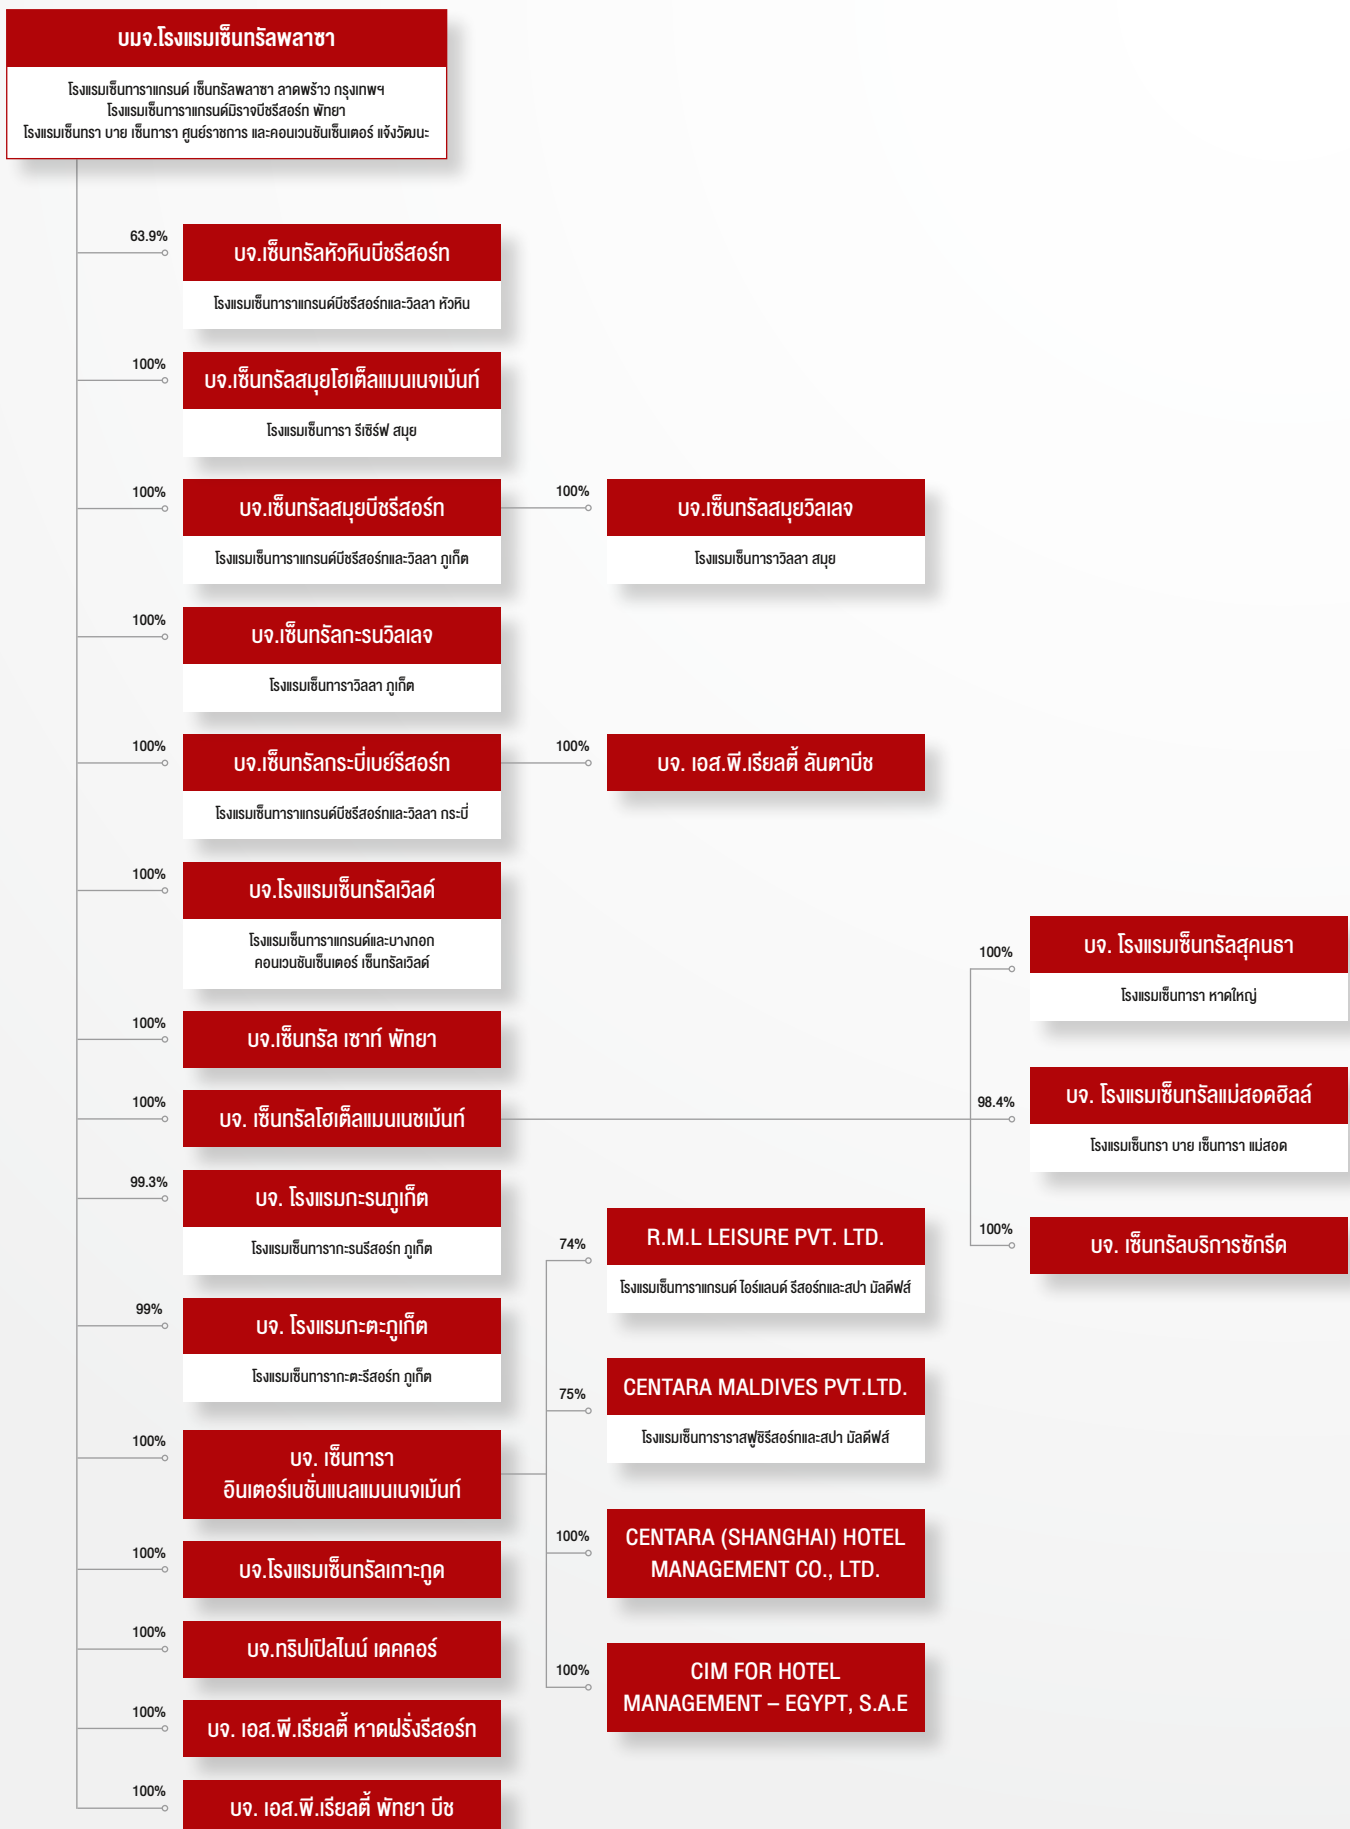 บมจ.โรงแรมเซ็นทรัลพลาซา
โรงแรมเซ็นทาราแกรนด์ เซ็นทรัลพลาซา ลาดพร้าว กรุงเทพฯ
โรงแรมเซ็นทาราแกรนด์มิราจบีชรีสอร์ท พัทยา
โรงแรมเซ็นทรา บาย เซ็นทารา ศูนย์ราชการ และคอนเวนชันเซ็นเตอร์ แจ้งวัฒนะ
63.9%
บจ.เซ็นทรัลหัวหินบีชรีสอร์ท
โรงแรมเซ็นทาราแกรนด์บีชรีสอร์ทและวิลลา หัวหิน
100%
บจ.เซ็นทรัลสมุยโฮเต็ลแมนเนจเม้นท์
โรงแรมเซ็นทารา รีเซิร์ฟ สมุย
100%
บจ.เซ็นทรัลสมุยบีชรีสอร์ท
โรงแรมเซ็นทาราแกรนด์บีชรีสอร์ทและวิลลา ภูเก็ต
100%
บจ.เซ็นทรัลสมุยวิลเลจ
โรงแรมเซ็นทาราวิลลา สมุย
100%
บจ.เซ็นทรัลกะรนวิลเลจ
โรงแรมเซ็นทาราวิลลา ภูเก็ต
100%
บจ.เซ็นทรัลกระบี่เบย์รีสอร์ท
โรงแรมเซ็นทาราแกรนด์บีชรีสอร์ทและวิลลา กระบี่
100%
บจ. เอส.พี.เรียลตี้ ลันตาบีช
100%
บจ.โรงแรมเซ็นทรัลเวิลด์
โรงแรมเซ็นทาราแกรนด์และบางกอก
คอนเวนชันเซ็นเตอร์ เซ็นทรัลเวิลด์
100%
บจ.เซ็นทรัล เซาท์ พัทยา
100%
บจ. เซ็นทรัลโฮเต็ลแมนเนชเม้นท์
100%
บจ. โรงแรมเซ็นทรัลสุคนธา
โรงแรมเซ็นทารา หาดใหญ่
98.4%
บจ. โรงแรมเซ็นทรัลแม่สอดฮิลล์
โรงแรมเซ็นทรา บาย เซ็นทารา แม่สอด
100%
บจ. เซ็นทรัลบริการซักรีด
99.3%
บจ. โรงแรมกะรนภูเก็ต
โรงแรมเซ็นทารากะรนรีสอร์ท ภูเก็ต
99%
บจ. โรงแรมกะตะภูเก็ต
โรงแรมเซ็นทารากะตะรีสอร์ท ภูเก็ต
100%
บจ. เซ็นทารา
อินเตอร์เนชั่นแนลแมนเนจเม้นท์
74%
R.M.L LEISURE PVT. LTD.
โรงแรมเซ็นทาราแกรนด์ ไอร์แลนด์ รีสอร์ทและสปา มัลดีฟส์
75%
CENTARA MALDIVES PVT.LTD.
โรงแรมเซ็นทาราราสฟูชิรีสอร์ทและสปา มัลดีฟส์
100%
CENTARA (SHANGHAI) HOTEL
MANAGEMENT CO., LTD.
100%
CIM FOR HOTEL
MANAGEMENT – EGYPT, S.A.E
100%
บจ.โรงแรมเซ็นทรัลเกาะกูด
100%
บจ.ทริปเปิลไนน์ เดคคอร์
100%
บจ. เอส.พี.เรียลตี้ หาดฝรั่งรีสอร์ท
100%
บจ. เอส.พี.เรียลตี้ พัทยา บีช